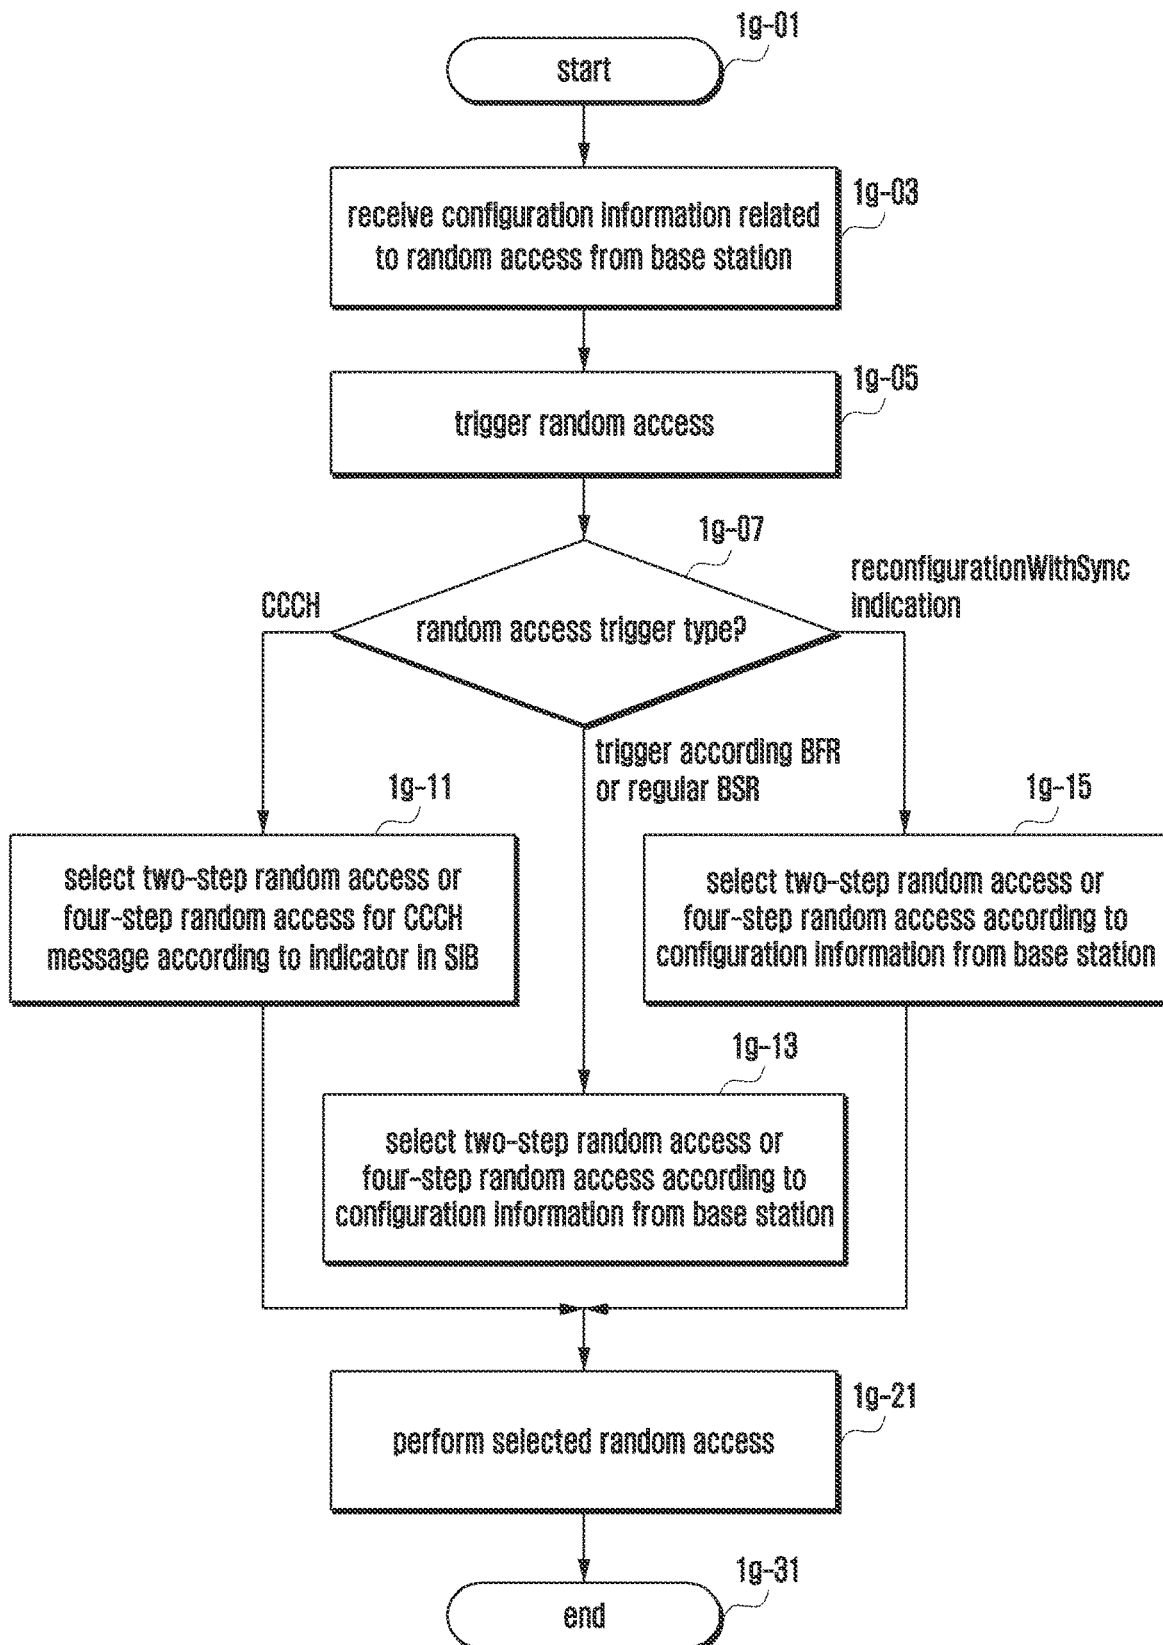 1g-01
start
1g-03
receive configuration information related
to random access from base station
1g-05
trigger random access
1g-07
reconfigurationWithSync
indication
CCCH
random access trigger type?
trigger according BFR
or regular BSR
1g-11
1g-15
select two-step random access or
four-step random access for CCCH
message according to indicator in SIB
select two-step random access or
four-step random access according to
configuration information from base station
1g-13
select two-step random access or
four-step random access according to
configuration information from base station
1g-21
perform selected random access
1g-31
end